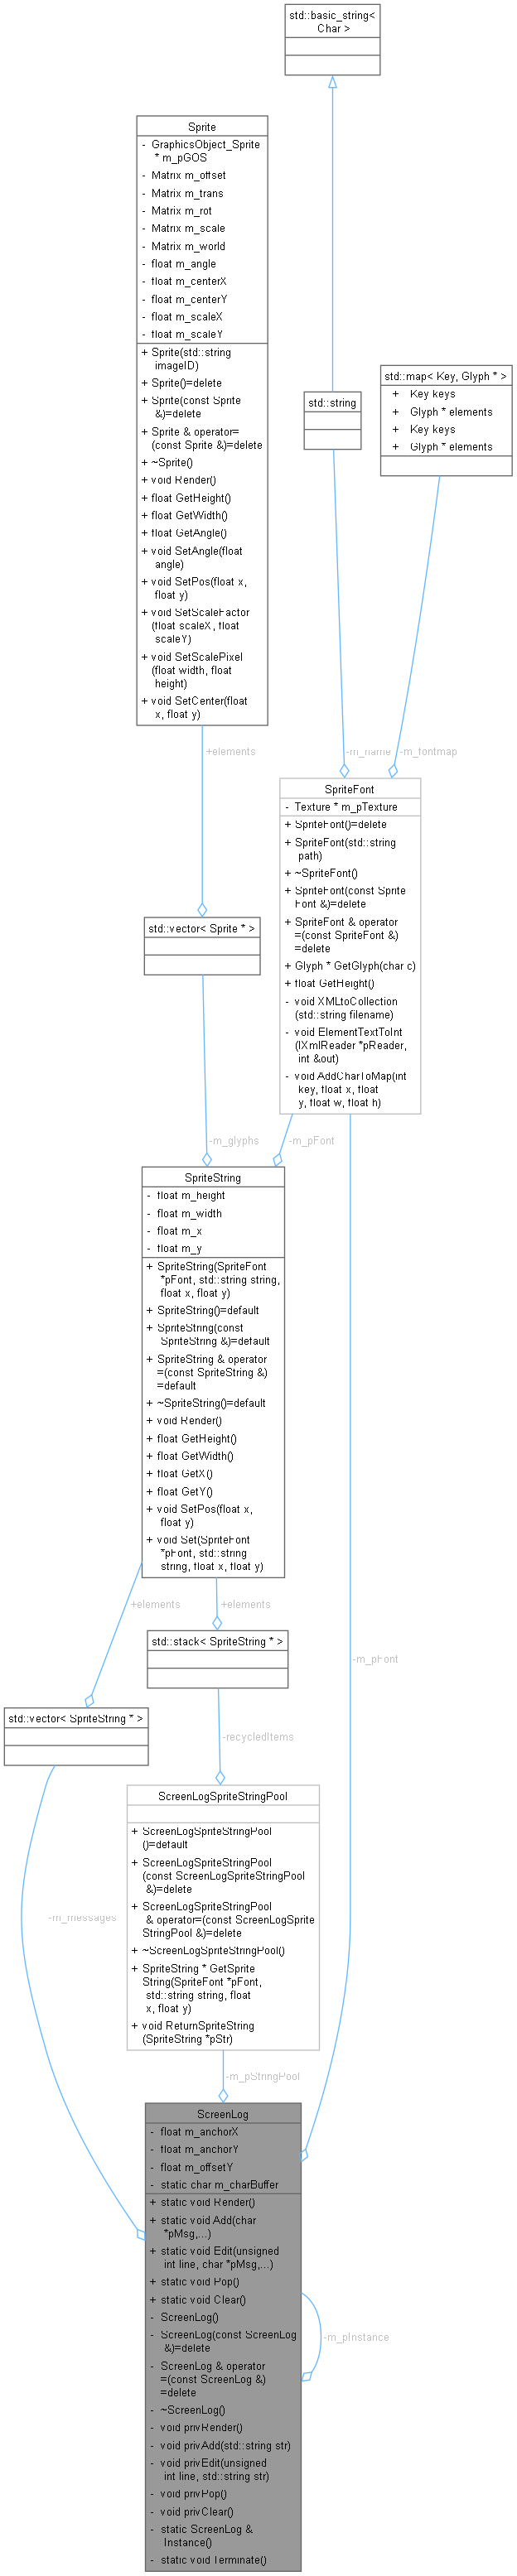 std::basic_string<
Char >
Sprite
- GraphicsObject_Sprite
* m_pGOS
- Matrix m_offset
- Matrix m_trans
- Matrix m_rot
- Matrix m_scale
- Matrix m_world
- float m_angle
- float m_centerX
- float m_centerY
- float m_scaleX
- float m_scaleY
+ Sprite(std::string
imageID)
+ Sprite()=delete
+ Sprite(const Sprite
&)=delete
+ Sprite & operator=
(const Sprite &)=delete
+ ~Sprite()
+ void Render()
+ float GetHeight()
+ float GetWidth()
+ float GetAngle()
+ void SetAngle(float
angle)
+ void SetPos(float x,
float y)
+ void SetScaleFactor
(float scaleX, float
scaleY)
+ void SetScalePixel
(float width, float
height)
+ void SetCenter(float
x, float y)
std::string
std::map< Key, Glyph * >
+ Key keys
+ Glyph * elements
+ Key keys
+ Glyph * elements
+elements
-m_name
-m_fontmap
SpriteFont
- Texture * m_pTexture
+ SpriteFont()=delete
+ SpriteFont(std::string
path)
+ ~SpriteFont()
+ SpriteFont(const Sprite
Font &)=delete
+ SpriteFont & operator
=(const SpriteFont &)
=delete
+ Glyph * GetGlyph(char c)
+ float GetHeight()
- void XMLtoCollection
(std::string filename)
- void ElementTextToInt
(IXmlReader *pReader,
int &out)
- void AddCharToMap(int
key, float x, float
y, float w, float h)
std::vector< Sprite * >
-m_glyphs
-m_pFont
SpriteString
- float m_height
- float m_width
- float m_x
- float m_y
+ SpriteString(SpriteFont
*pFont, std::string string,
float x, float y)
+ SpriteString()=default
+ SpriteString(const
SpriteString &)=default
+ SpriteString & operator
=(const SpriteString &)
=default
+ ~SpriteString()=default
+ void Render()
+ float GetHeight()
+ float GetWidth()
+ float GetX()
+ float GetY()
+ void SetPos(float x,
float y)
+ void Set(SpriteFont
*pFont, std::string
string, float x, float y)
+elements
+elements
std::stack< SpriteString * >
-m_pFont
std::vector< SpriteString * >
-recycledItems
ScreenLogSpriteStringPool
+ ScreenLogSpriteStringPool
()=default
+ ScreenLogSpriteStringPool
(const ScreenLogSpriteStringPool
&)=delete
+ ScreenLogSpriteStringPool
& operator=(const ScreenLogSprite
StringPool &)=delete
+ ~ScreenLogSpriteStringPool()
+ SpriteString * GetSprite
String(SpriteFont *pFont,
std::string string, float
x, float y)
+ void ReturnSpriteString
(SpriteString *pStr)
-m_messages
-m_pStringPool
ScreenLog
- float m_anchorX
- float m_anchorY
- float m_offsetY
- static char m_charBuffer
+ static void Render()
+ static void Add(char
*pMsg,...)
+ static void Edit(unsigned
int line, char *pMsg,...)
+ static void Pop()
+ static void Clear()
- ScreenLog()
- ScreenLog(const ScreenLog
&)=delete
- ScreenLog & operator
=(const ScreenLog &)
=delete
- ~ScreenLog()
- void privRender()
- void privAdd(std::string str)
- void privEdit(unsigned
int line, std::string str)
- void privPop()
- void privClear()
- static ScreenLog &
Instance()
- static void Terminate()
-m_pInstance